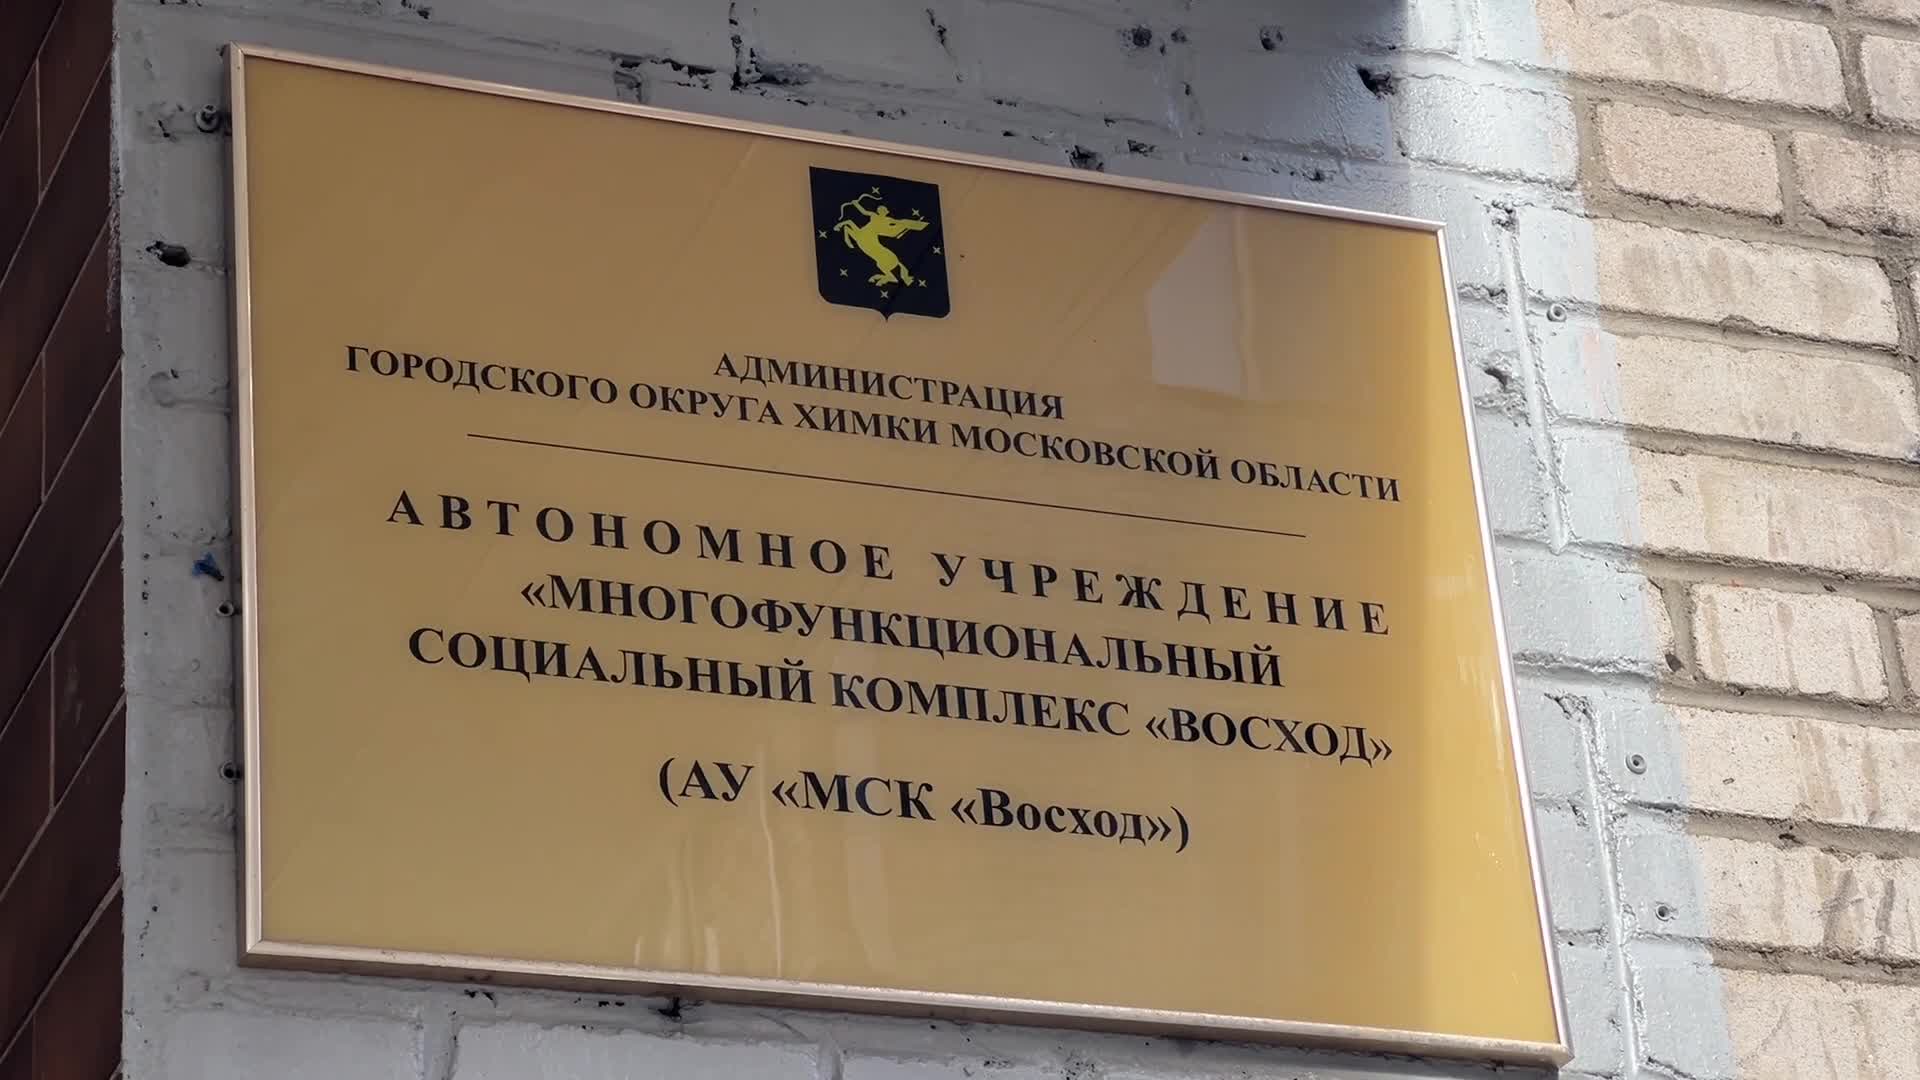 АДМИНИСТРАЦИЯ
ГОРОДСКОГО ОКРУГА ХИМКИ МОСКОВСКОЙ ОБЛАСТИ
АВТОНОМНОЕ УЧРЕЖДЕНИЕ
«МНОГОФУНКЦИОНАЛЬНЫЙ
СОЦИАЛЬНЫЙ КОМПЛЕКС «ВОСХОД»
(АУ «МСК «Восход»)